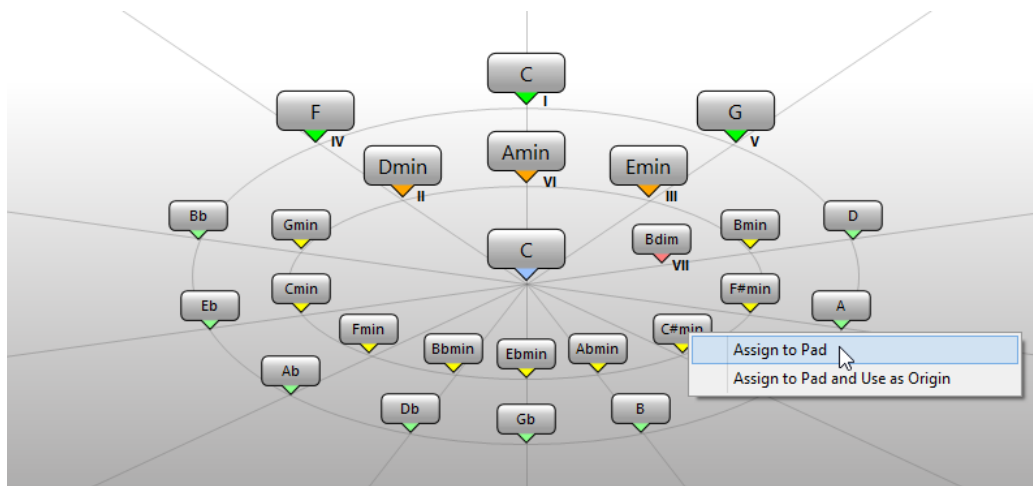 C
I
F
IV
G
V
Amin
VI
Dmin
II
Emin
III
Bb
Gmin
Bmin
D
C
Bdim
VII
Eb
Cmin
F#min
A
Fmin
C#min
Bbmin
Ebmin
Abmin
Assign to Pad
Ab
Assign to Pad and Use as Origin
Db
Gb
B